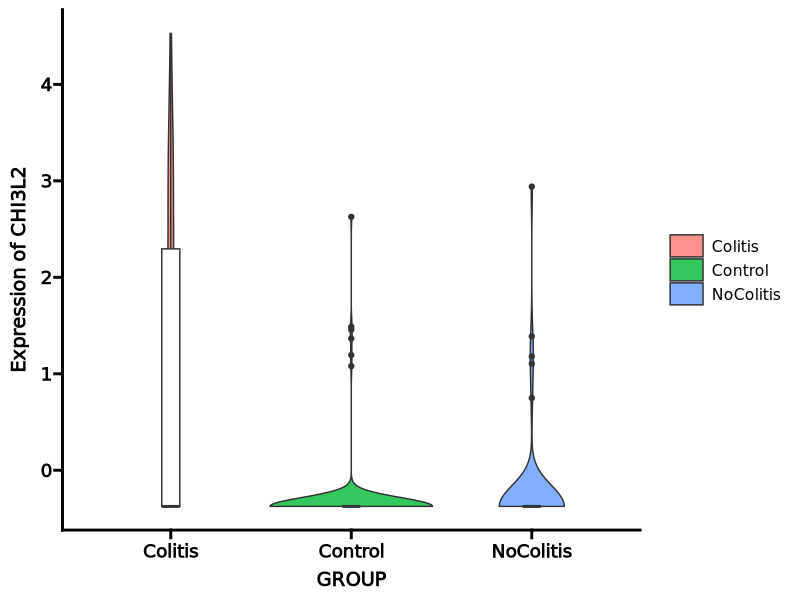 Expression of CHI3L2
4
3
2
1
0
Colitis
Control
NoColitis
GROUP
Colitis
Control
NoColitis